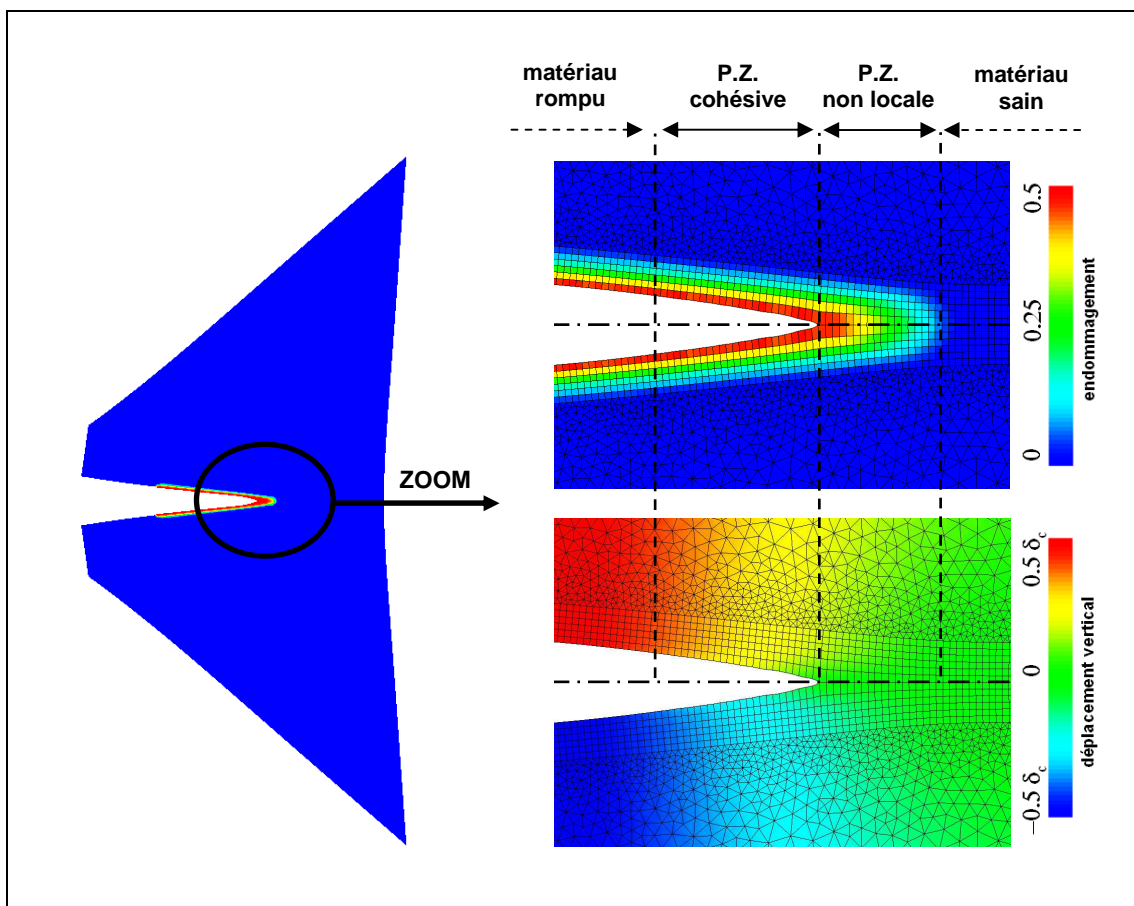 matériau
rompu
P.Z.
cohésive
P.Z.
non locale
matériau
sain
ZOOM
0.5
0.25
0
endommagement
0.5 δc
0
−0.5 δc
déplacement vertical